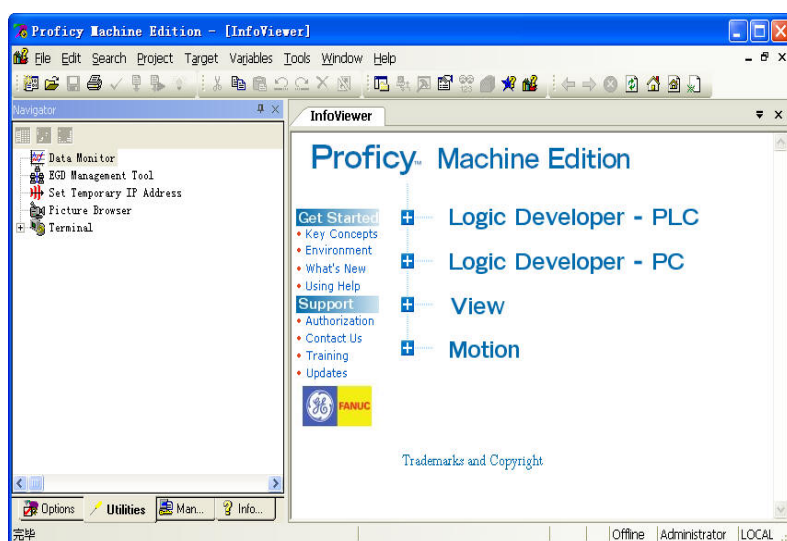 Proficy Machine Edition - [InfoViewer]
File Edit Search Project Target Variables Tools Window Help
Navigator
InfoViewer
Data Monitor
EGD Management Tool
Set Temporary IP Address
Picture Browser
Terminal
Proficy™ Machine Edition
Get Started
Key Concepts
Environment
What's New
Using Help
Support
Authorization
Contact Us
Training
Updates
GE FANUC
Logic Developer - PLC
Logic Developer - PC
View
Motion
Trademarks and Copyright
Options Utilities Man... Info...
完毕
Offline Administrator LOCAL